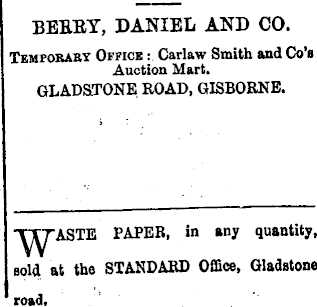 BERRY, DANIEL AND CO.
TEMPORARY OFFICE: Carlaw Smith and Co's
Auction Mart.
GLADSTONE ROAD, GISBORNE.
WASTE PAPER, in any quantity,
sold at the STANDARD Office, Gladstone
road.